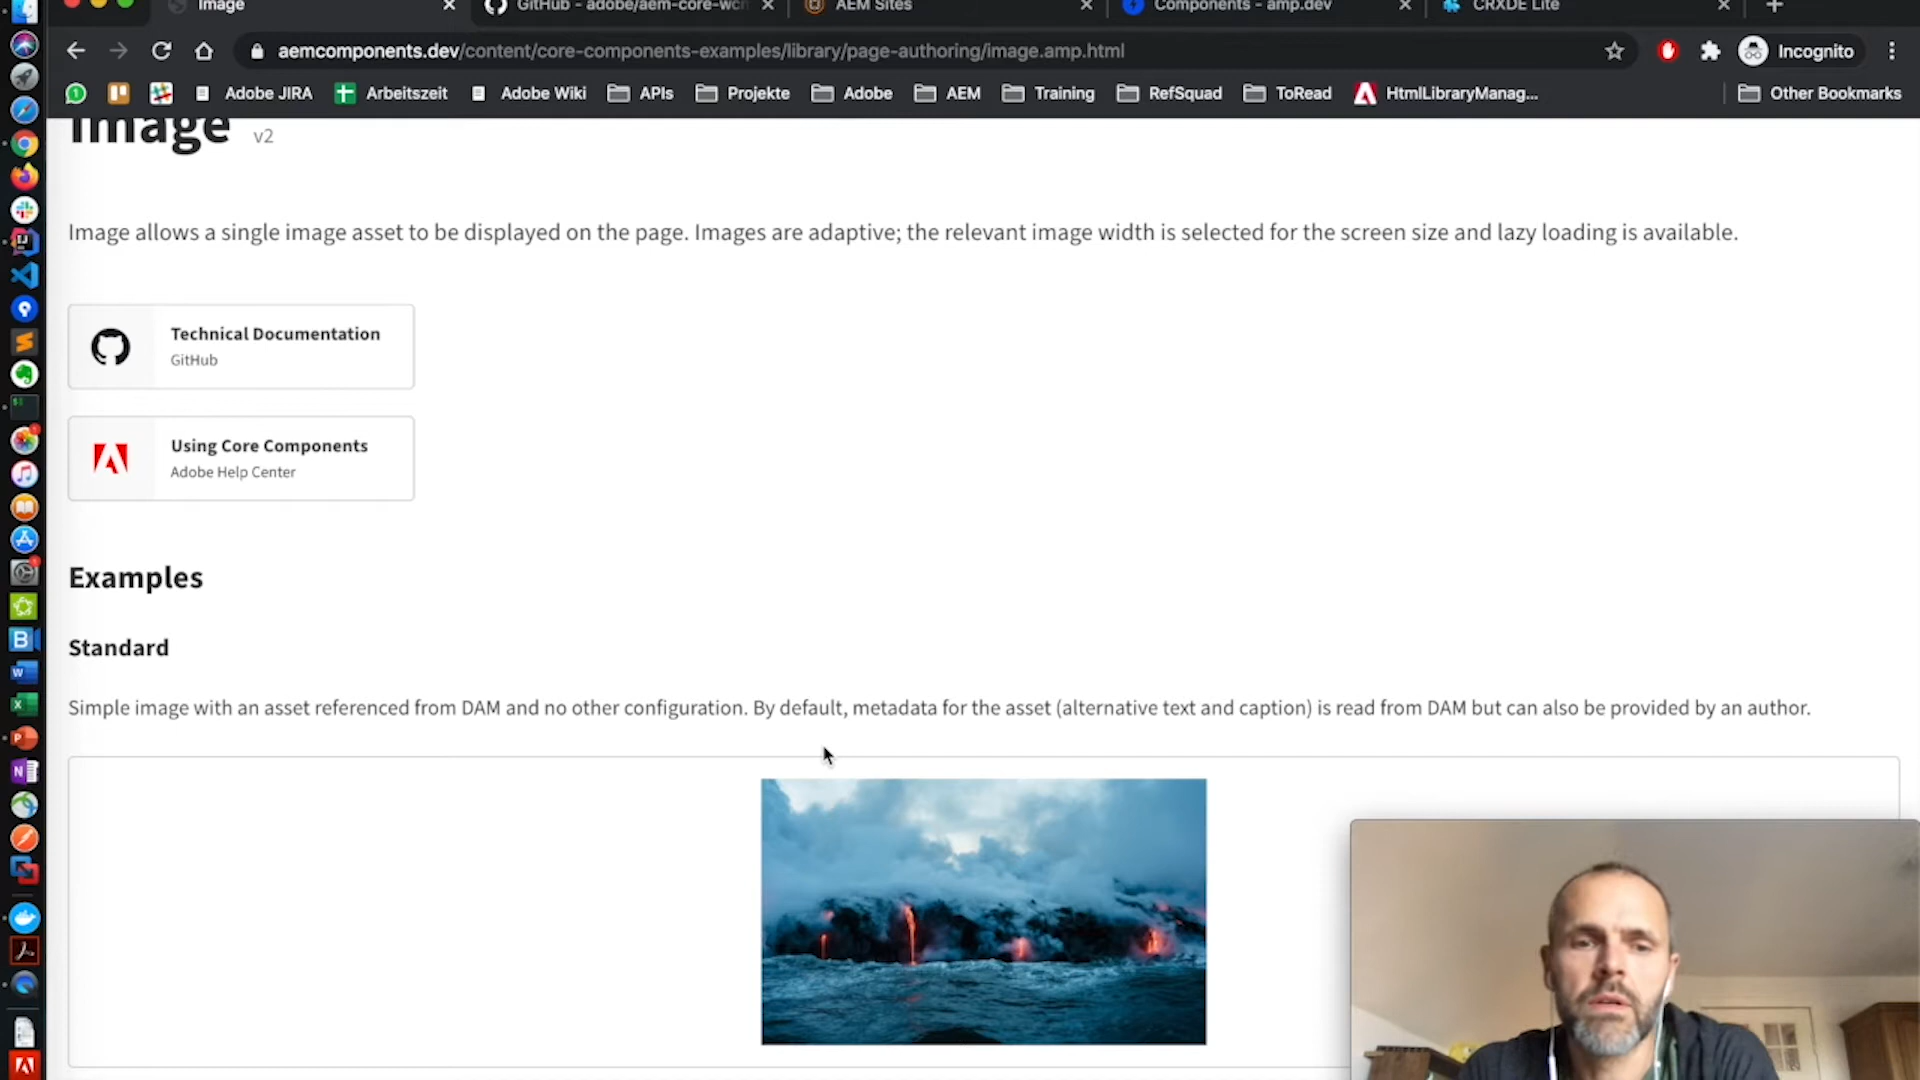 Image
GitHub - adobe/aem-core-wcm
AEM Sites
Components - amp.dev
CRXDE Lite
aemcomponents.dev/content/core-components-examples/library/page-authoring/image.amp.html
Incognito
Adobe JIRA
Arbeitszeit
Adobe Wiki
APIs
Projekte
Adobe
AEM
Training
RefSquad
ToRead
HtmlLibraryManag...
Other Bookmarks
Image v2
Image allows a single image asset to be displayed on the page. Images are adaptive; the relevant image width is selected for the screen size and lazy loading is available.
Technical Documentation
GitHub
Using Core Components
Adobe Help Center
Examples
Standard
Simple image with an asset referenced from DAM and no other configuration. By default, metadata for the asset (alternative text and caption) is read from DAM but can also be provided by an author.